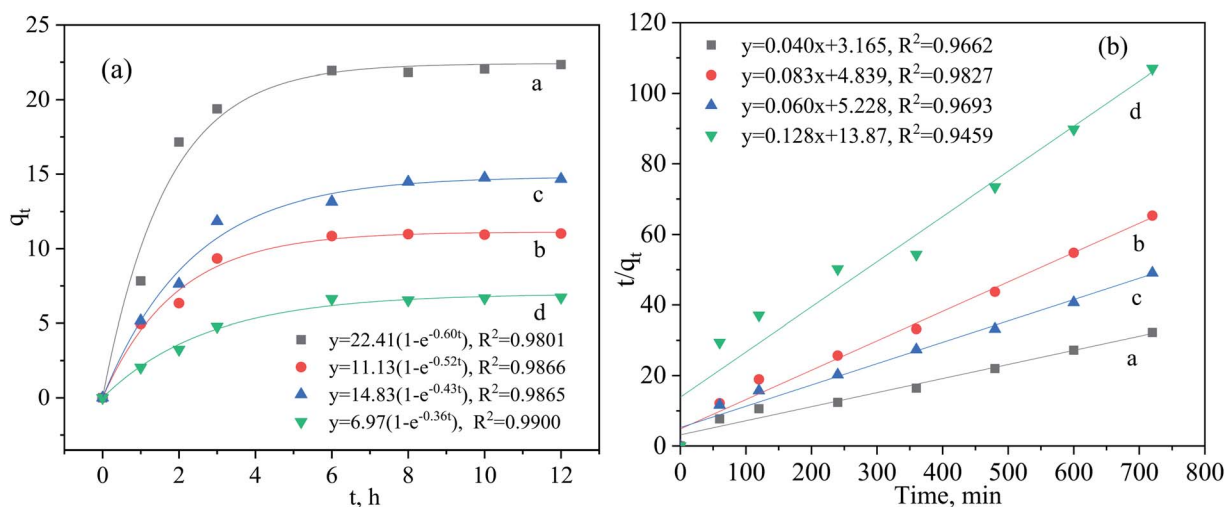 (a)
25
20
15
10
5
0
q_t
a
c
b
d
y=22.41(1-e^{-0.60t}), R²=0.9801
y=11.13(1-e^{-0.52t}), R²=0.9866
y=14.83(1-e^{-0.43t}), R²=0.9865
y=6.97(1-e^{-0.36t}), R²=0.9900
0 2 4 6 8 10 12
t, h
(b)
120
100
80
60
40
20
0
t/q_t
y=0.040x+3.165, R²=0.9662
y=0.083x+4.839, R²=0.9827
y=0.060x+5.228, R²=0.9693
y=0.128x+13.87, R²=0.9459
d
b
c
a
0 100 200 300 400 500 600 700 800
Time, min